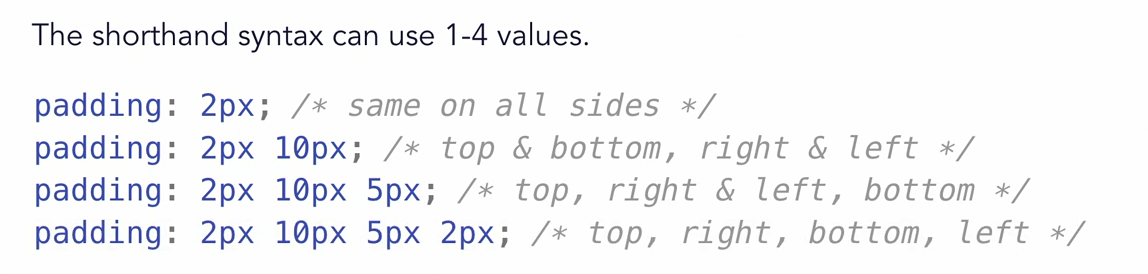 The shorthand syntax can use 1-4 values.
padding: 2px; /* same on all sides */
padding: 2px 10px; /* top & bottom, right & left */
padding: 2px 10px 5px; /* top, right & left, bottom */
padding: 2px 10px 5px 2px; /* top, right, bottom, left */